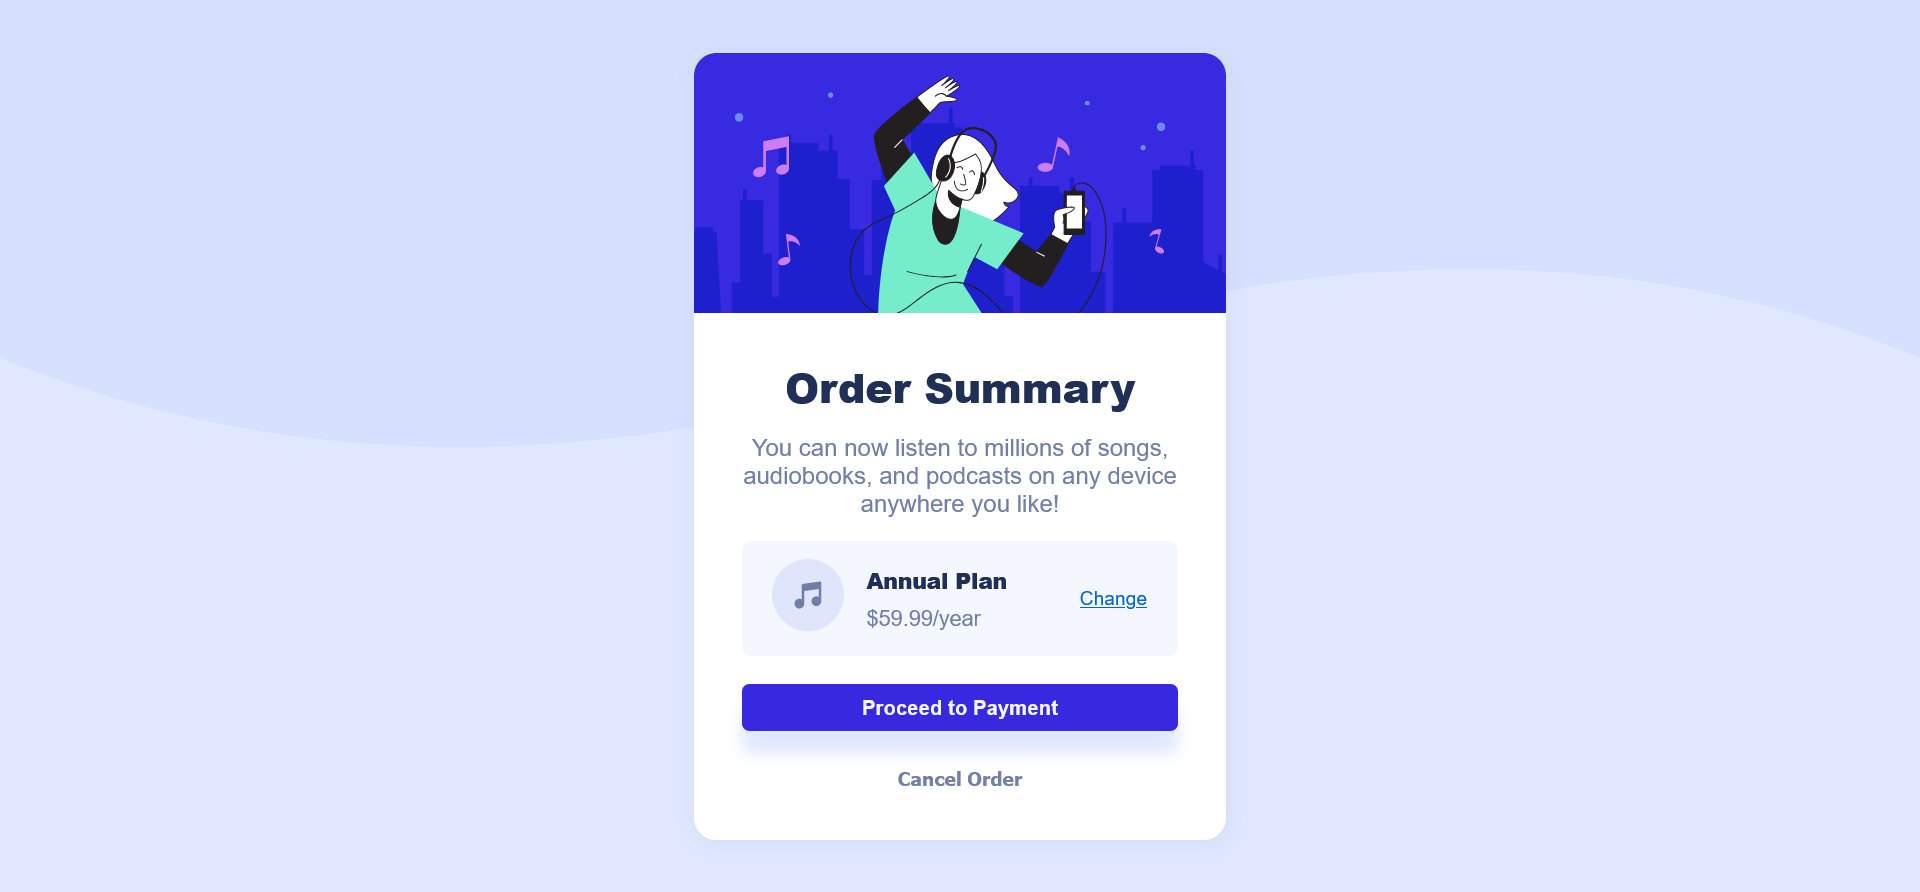 Order Summary
You can now listen to millions of songs,
audiobooks, and podcasts on any device
anywhere you like!
Annual Plan
$59.99/year
Change
Proceed to Payment
Cancel Order